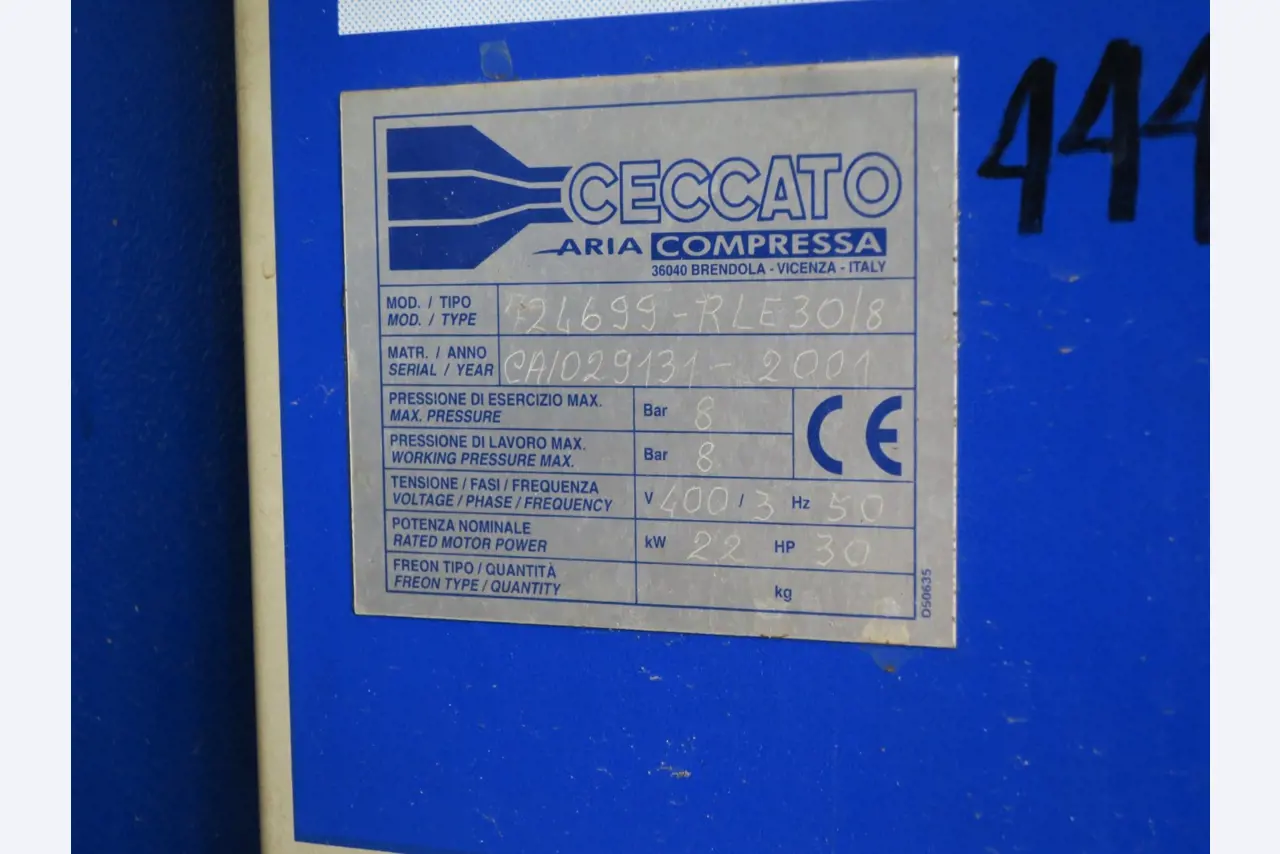 CECCATO
ARIA COMPRESSA
36040 BRENDOLA - VICENZA - ITALY
MOD. / TIPO
MOD. / TYPE
724699-RLE30/8
MATR. / ANNO
SERIAL / YEAR
CAI029131 - 2001
PRESSIONE DI ESERCIZIO MAX.
MAX. PRESSURE
Bar 8
PRESSIONE DI LAVORO MAX.
WORKING PRESSURE MAX.
Bar 8
CE
TENSIONE / FASI / FREQUENZA
VOLTAGE / PHASE / FREQUENCY
V 400 / 3 Hz 50
POTENZA NOMINALE
RATED MOTOR POWER
kW 22 HP 30
FREON TIPO / QUANTITÀ
FREON TYPE / QUANTITY
kg
D50635